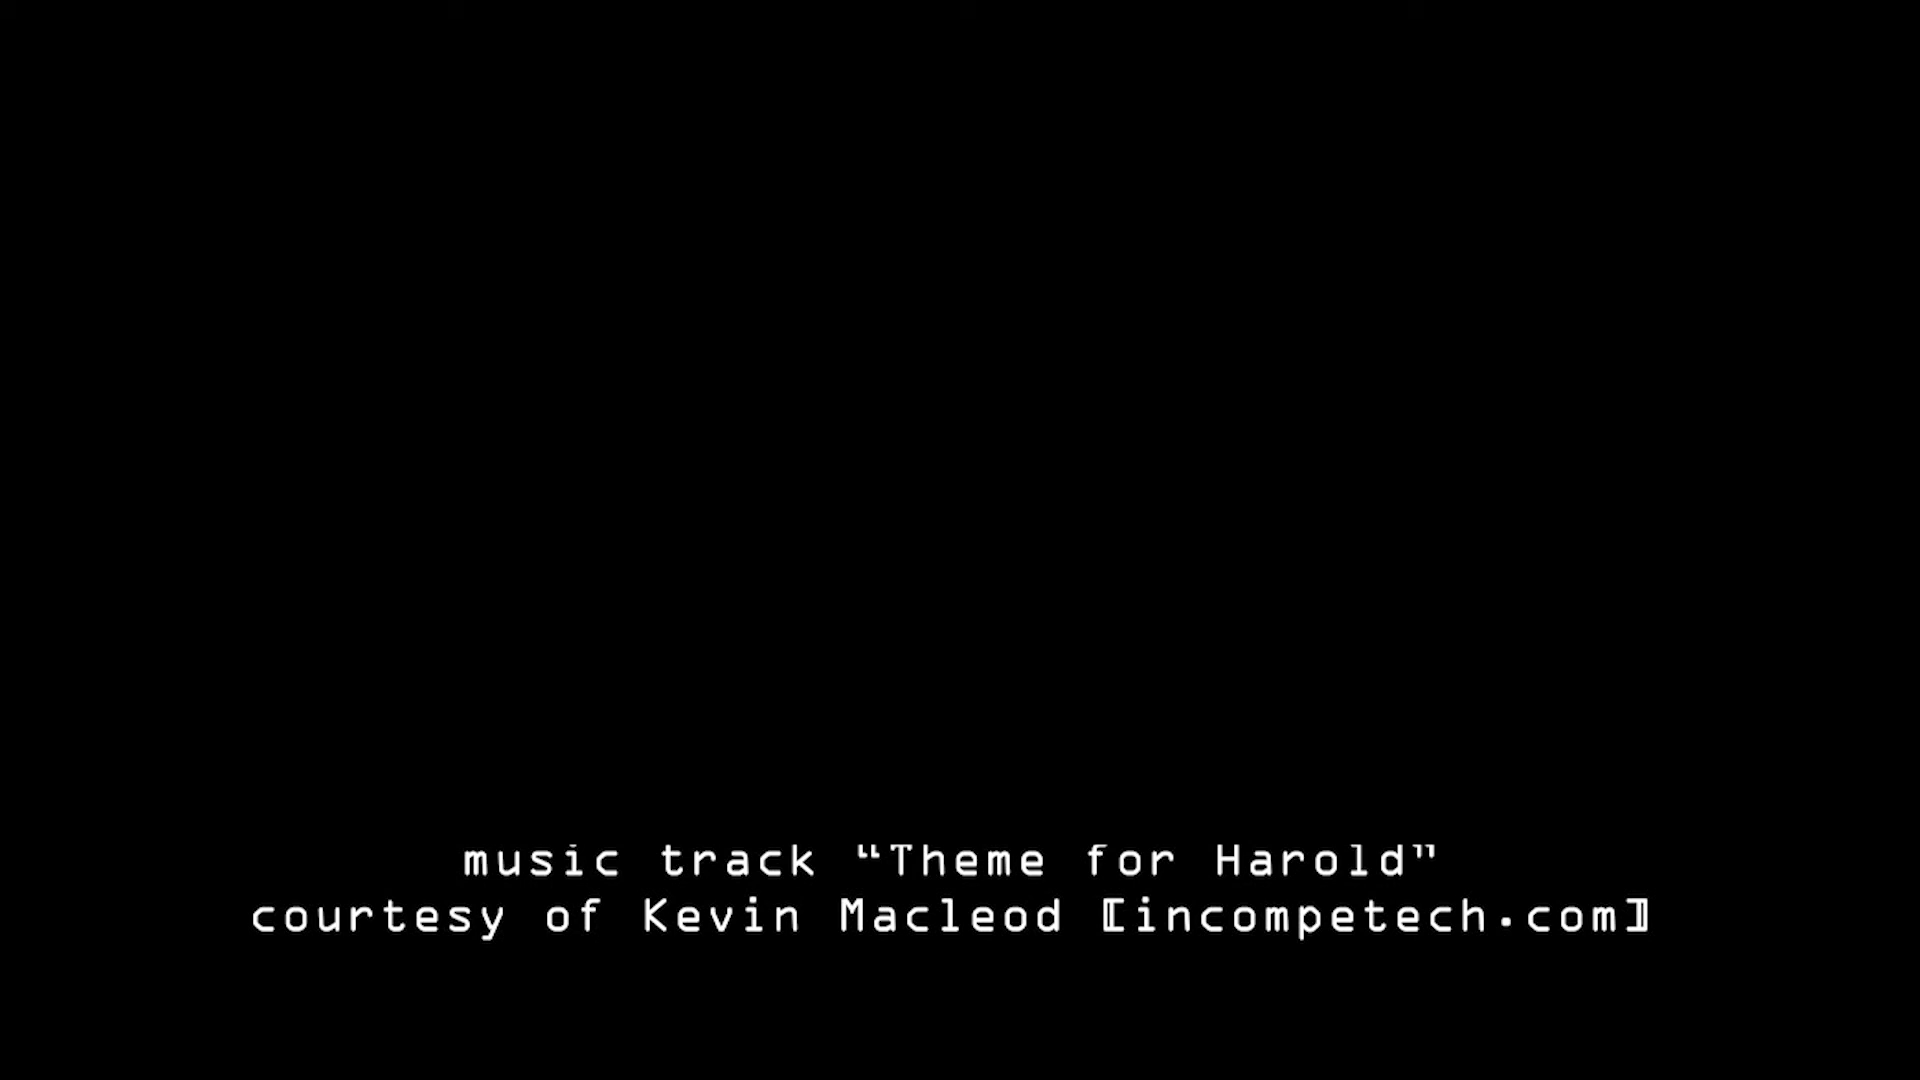 music track “Theme for Harold”
courtesy of Kevin Macleod [incompetech.com]